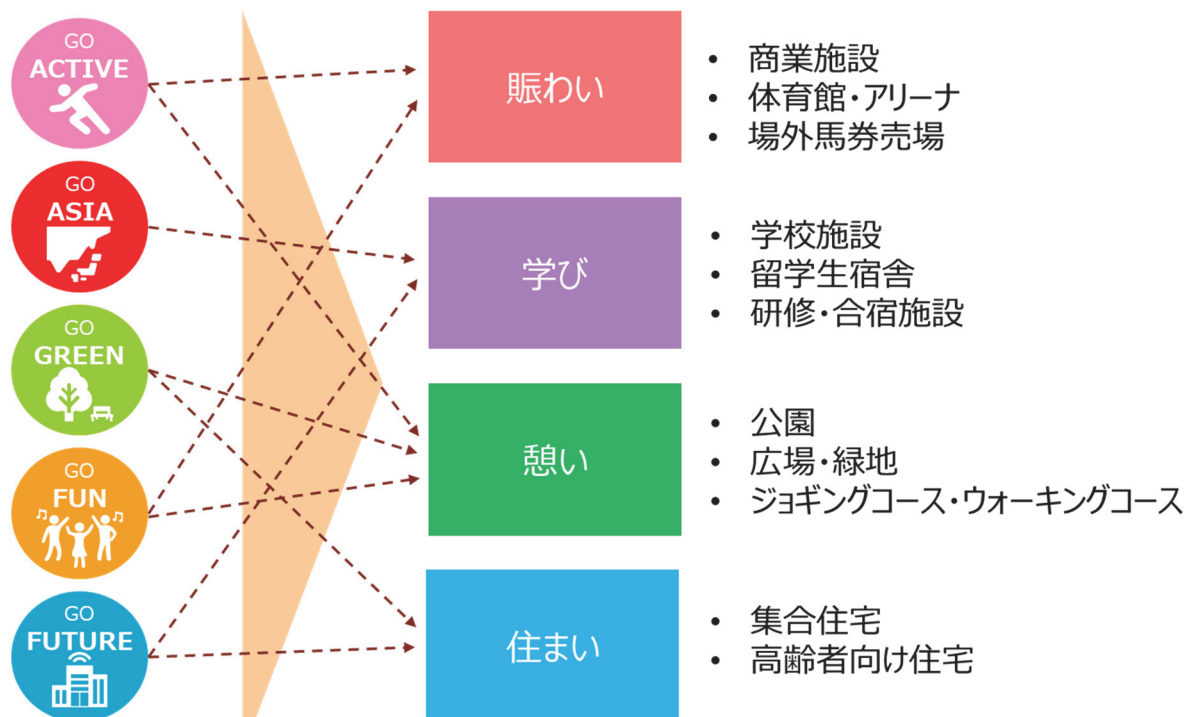 GO
ACTIVE
GO
ASIA
GO
GREEN
GO
FUN
GO
FUTURE
賑わい
• 商業施設
• 体育館・アリーナ
• 場外馬券売場
学び
• 学校施設
• 留学生宿舎
• 研修・合宿施設
憩い
• 公園
• 広場・緑地
• ジョギングコース・ウォーキングコース
住まい
• 集合住宅
• 高齢者向け住宅